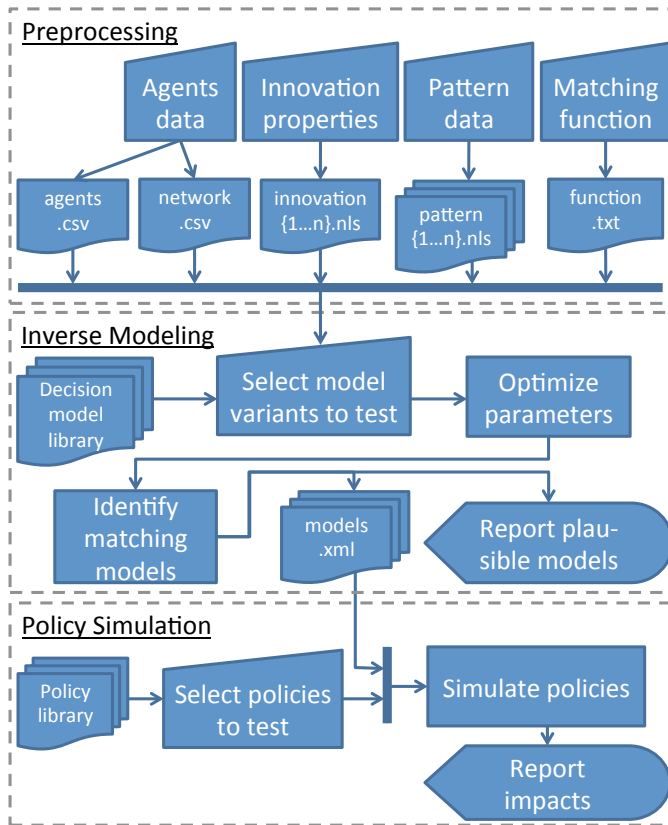 Preprocessing
Agents
data
Innovation
properties
Pattern
data
Matching
function
agents
.csv
network
.csv
innovation
{1...n}.nls
pattern
{1...n}.nls
function
.txt
Inverse Modeling
Decision
model
library
Select model
variants to test
Optimize
parameters
Identify
matching
models
models
.xml
Report plau-
sible models
Policy Simulation
Policy
library
Select policies
to test
Simulate policies
Report
impacts